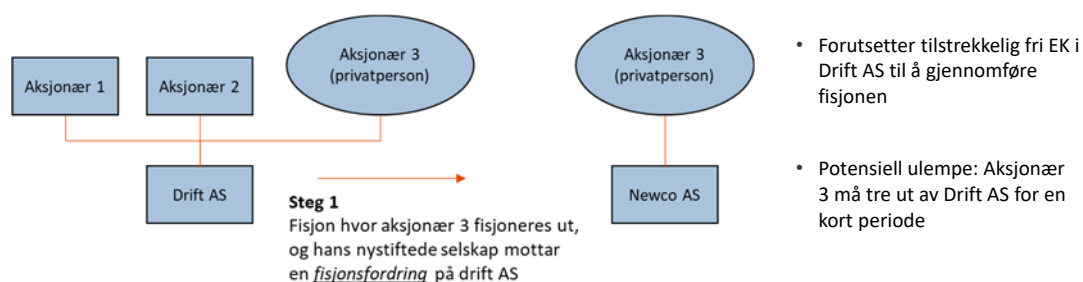 Aksjonær 1
Aksjonær 2
Aksjonær 3
(privatperson)
Drift AS
Steg 1
Fisjon hvor aksjonær 3 fisjoneres ut,
og hans nystiftede selskap mottar
en fisjonsfordring på drift AS
Aksjonær 3
(privatperson)
Newco AS
• Forutsetter tilstrekkelig fri EK i
Drift AS til å gjennomføre
fisjonen
• Potensiell ulempe: Aksjonær
3 må tre ut av Drift AS for en
kort periode